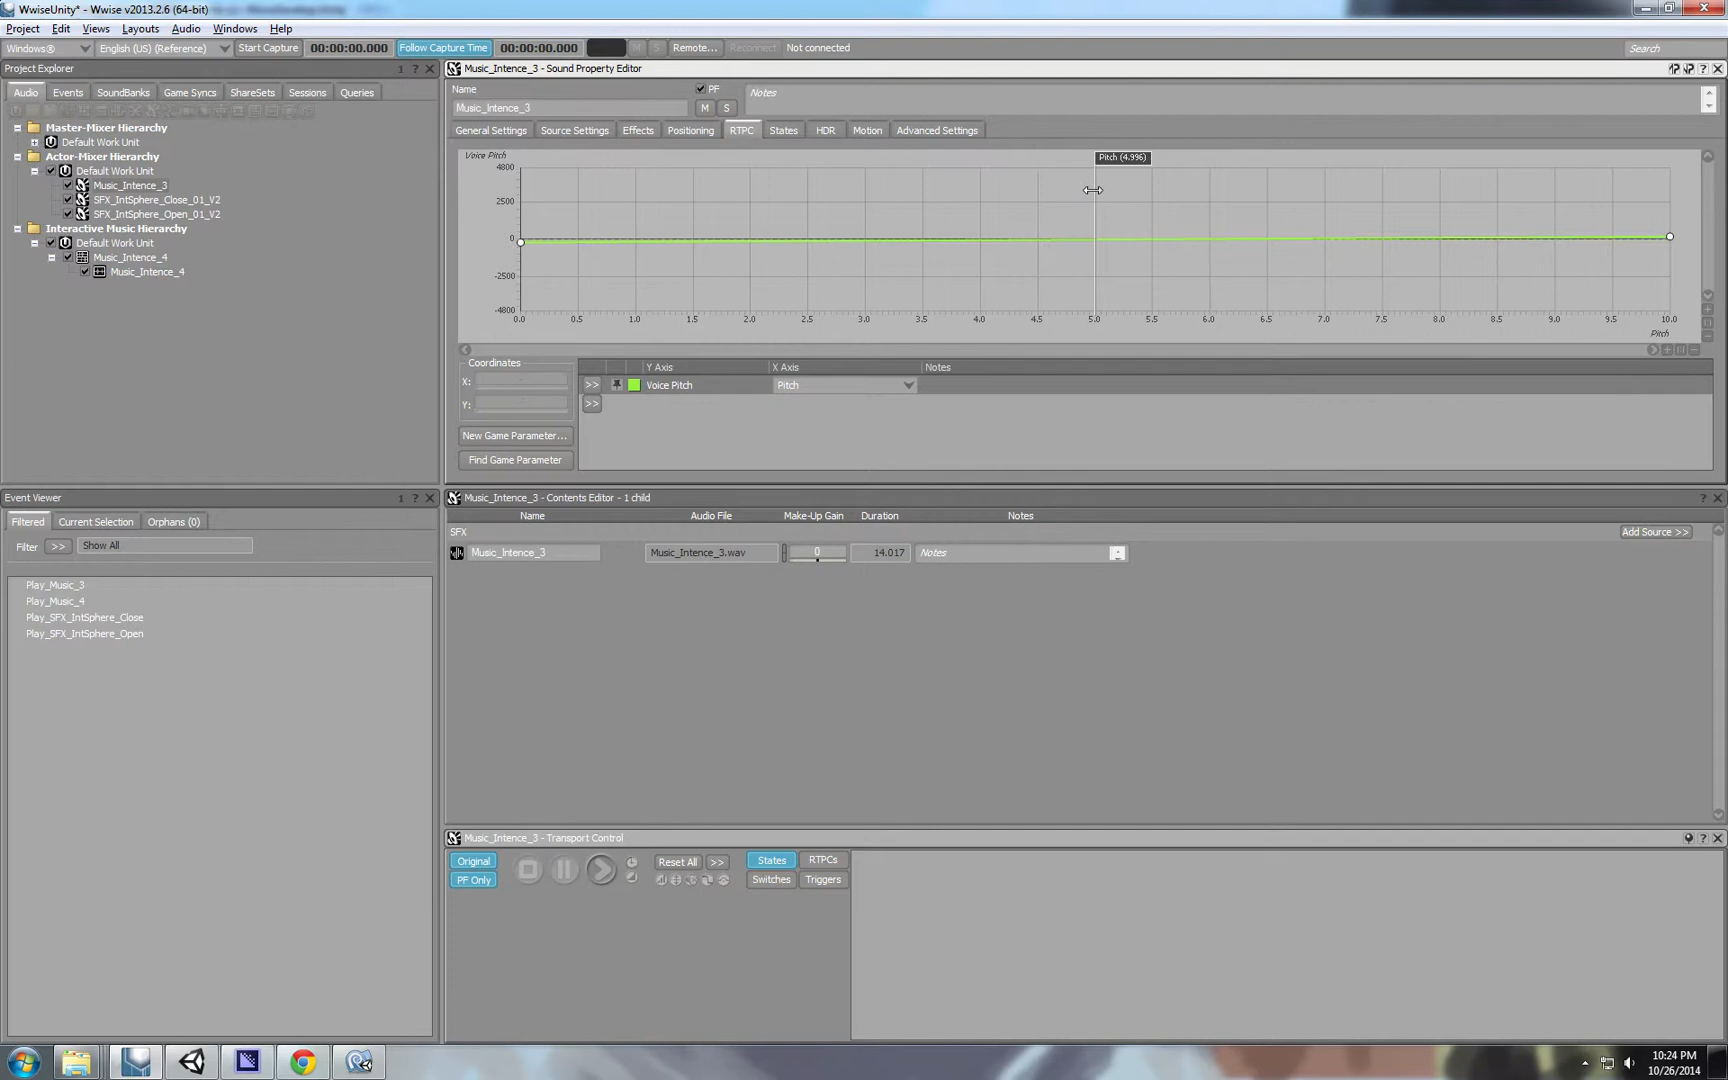 WwiseUnity* - Wwise v2013.2.6 (64-bit)
Project Edit Views Layouts Audio Windows Help
Windows® English (US) (Reference) Start Capture 00:00:00.000 Follow Capture Time 00:00:00.000 M S Remote... Reconnect Not connected Search
Project Explorer 1 ?
Audio Events SoundBanks Game Syncs ShareSets Sessions Queries
Master-Mixer Hierarchy
Default Work Unit
Actor-Mixer Hierarchy
Default Work Unit
Music_Intence_3
SFX_IntSphere_Close_01_V2
SFX_IntSphere_Open_01_V2
Interactive Music Hierarchy
Default Work Unit
Music_Intence_4
Music_Intence_4
Music_Intence_3 - Sound Property Editor ?
Name PF Notes
Music_Intence_3 M S
General Settings Source Settings Effects Positioning RTPC States HDR Motion Advanced Settings
Voice Pitch Pitch (4.996)
4800
2500
0
-2500
-4800
0.0 0.5 1.0 1.5 2.0 2.5 3.0 3.5 4.0 4.5 5.0 5.5 6.0 6.5 7.0 7.5 8.0 8.5 9.0 9.5 10.0
Pitch
Coordinates
X: -
Y: -
Y Axis X Axis Notes
>> Voice Pitch Pitch
>>
New Game Parameter...
Find Game Parameter
Event Viewer 1 ?
Filtered Current Selection Orphans (0)
Filter >> Show All
Play_Music_3
Play_Music_4
Play_SFX_IntSphere_Close
Play_SFX_IntSphere_Open
Music_Intence_3 - Contents Editor - 1 child ?
Name Audio File Make-Up Gain Duration Notes
SFX Add Source >>
Music_Intence_3 Music_Intence_3.wav 0 14.017 Notes
Music_Intence_3 - Transport Control ?
Original Reset All >> States RTPCs
PF Only Switches Triggers
10:24 PM
10/26/2014